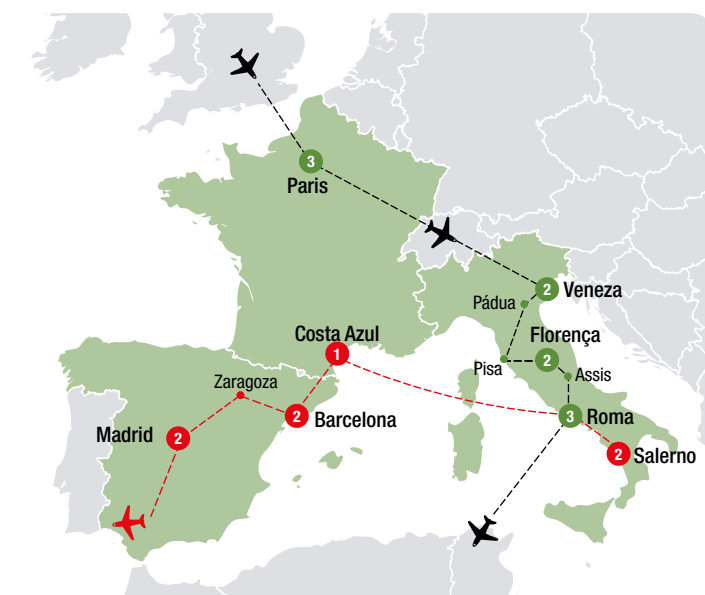 3
Paris
2
Veneza
Pádua
Florença
2
Costa Azul
1
Pisa
Assis
Zaragoza
2
Barcelona
3
Roma
Madrid
2
2
Salerno